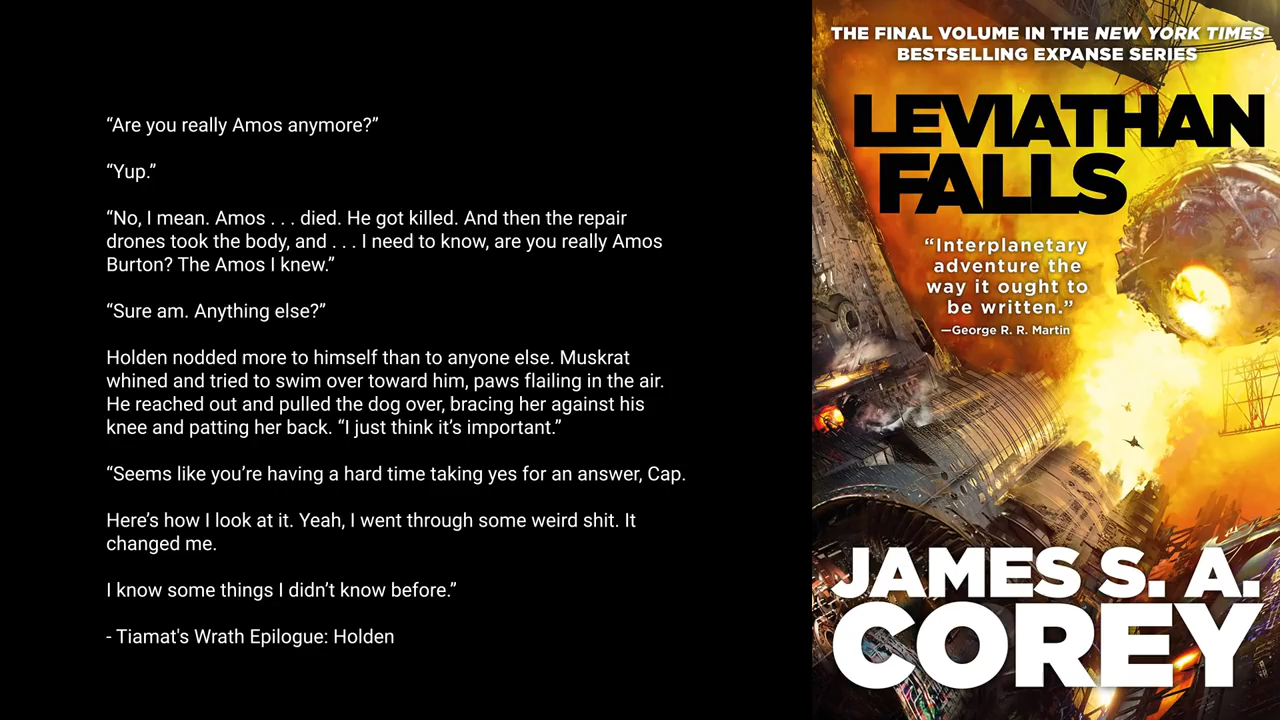 “Are you really Amos anymore?”
“Yup.”
“No, I mean. Amos . . . died. He got killed. And then the repair
drones took the body, and . . . I need to know, are you really Amos
Burton? The Amos I knew.”
“Sure am. Anything else?”
Holden nodded more to himself than to anyone else. Muskrat
whined and tried to swim over toward him, paws flailing in the air.
He reached out and pulled the dog over, bracing her against his
knee and patting her back. “I just think it’s important.”
“Seems like you’re having a hard time taking yes for an answer, Cap.
Here’s how I look at it. Yeah, I went through some weird shit. It
changed me.
I know some things I didn’t know before.”
- Tiamat's Wrath Epilogue: Holden
THE FINAL VOLUME IN THE NEW YORK TIMES
BESTSELLING EXPANSE SERIES
LEVIATHAN
FALLS
“Interplanetary
adventure the
way it ought to
be written.”
—George R. R. Martin
JAMES S. A.
COREY